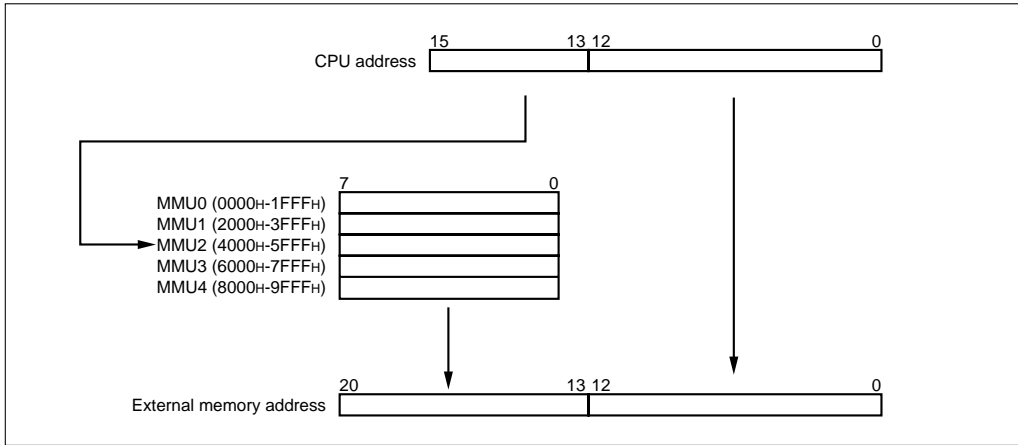 15 13 12 0
CPU address
7 0
MMU0 (0000H-1FFFH)
MMU1 (2000H-3FFFH)
MMU2 (4000H-5FFFH)
MMU3 (6000H-7FFFH)
MMU4 (8000H-9FFFH)
20 13 12 0
External memory address